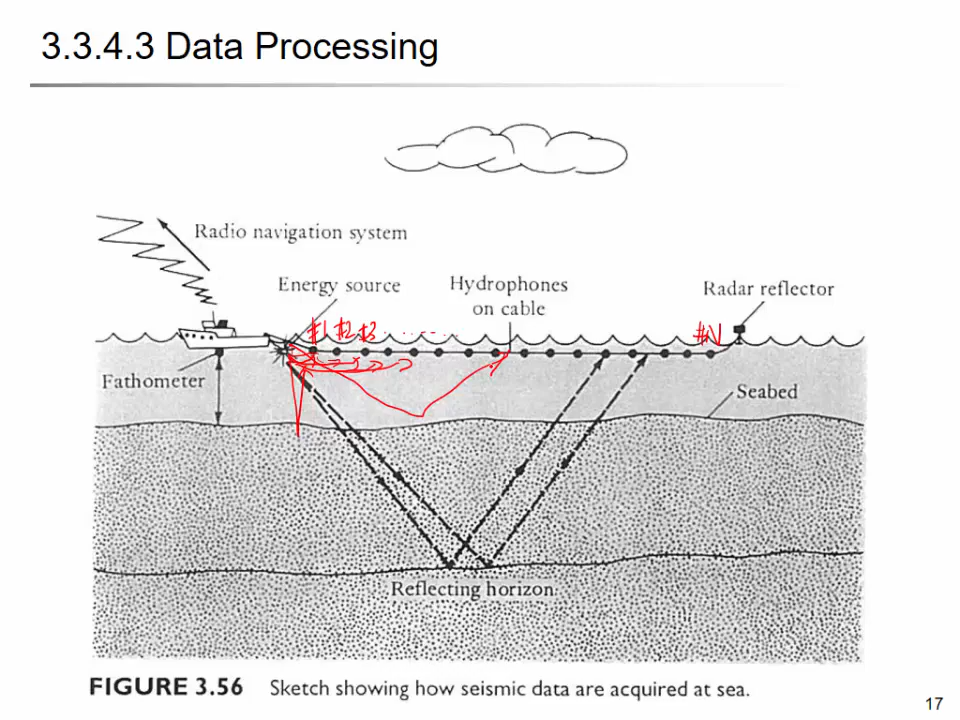 3.3.4.3 Data Processing
Radio navigation system
Energy source
Hydrophones
on cable
Radar reflector
#1 #2 #3 ........ #N
Fathometer
Seabed
Reflecting horizon
FIGURE 3.56 Sketch showing how seismic data are acquired at sea.
17